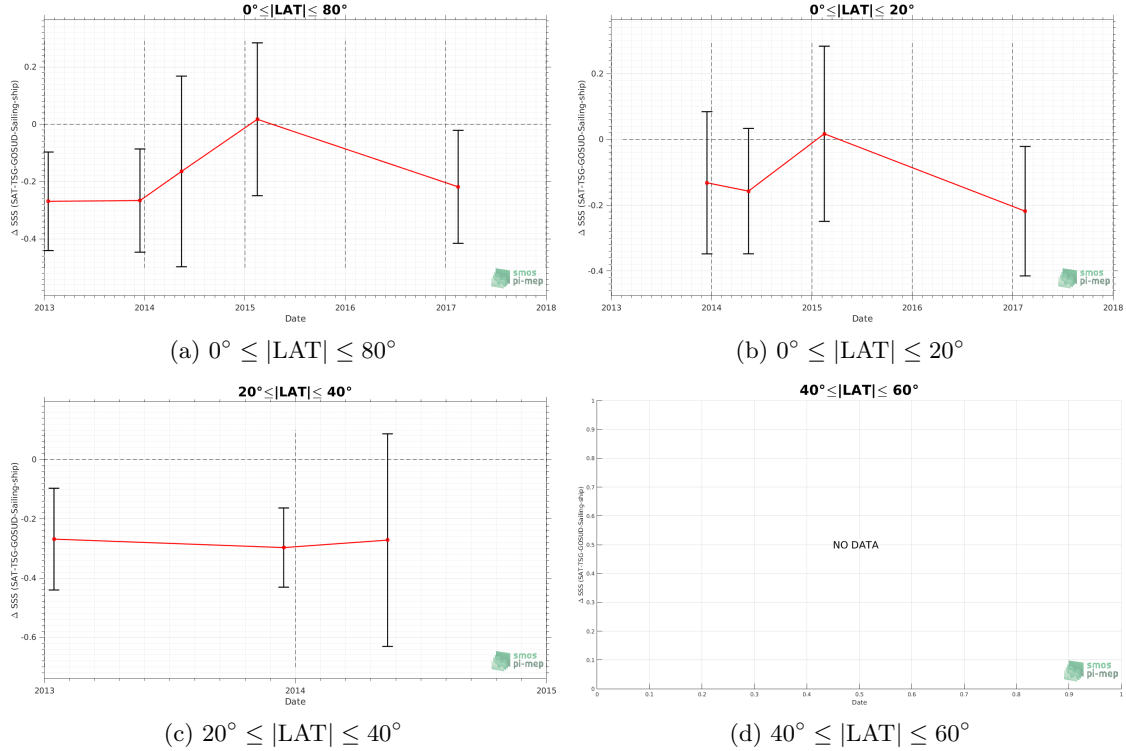 0°≤|LAT|≤ 80°
Δ SSS (SAT-TSG-GOSUD-Sailing-ship)
0.2
0
-0.2
-0.4
2013 2014 2015 2016 2017 2018
Date
smos
pi-mep
(a) 0° ≤ |LAT| ≤ 80°
0°≤|LAT|≤ 20°
Δ SSS (SAT-TSG-GOSUD-Sailing-ship)
0.2
0
-0.2
-0.4
2013 2014 2015 2016 2017 2018
Date
smos
pi-mep
(b) 0° ≤ |LAT| ≤ 20°
20°≤|LAT|≤ 40°
Δ SSS (SAT-TSG-GOSUD-Sailing-ship)
0
-0.2
-0.4
-0.6
2013 2014 2015
Date
smos
pi-mep
(c) 20° ≤ |LAT| ≤ 40°
40°≤|LAT|≤ 60°
Δ SSS (SAT-TSG-GOSUD-Sailing-ship)
1
0.9
0.8
0.7
0.6
0.5
0.4
0.3
0.2
0.1
0
NO DATA
0 0.1 0.2 0.3 0.4 0.5 0.6 0.7 0.8 0.9 1
Date
smos
pi-mep
(d) 40° ≤ |LAT| ≤ 60°